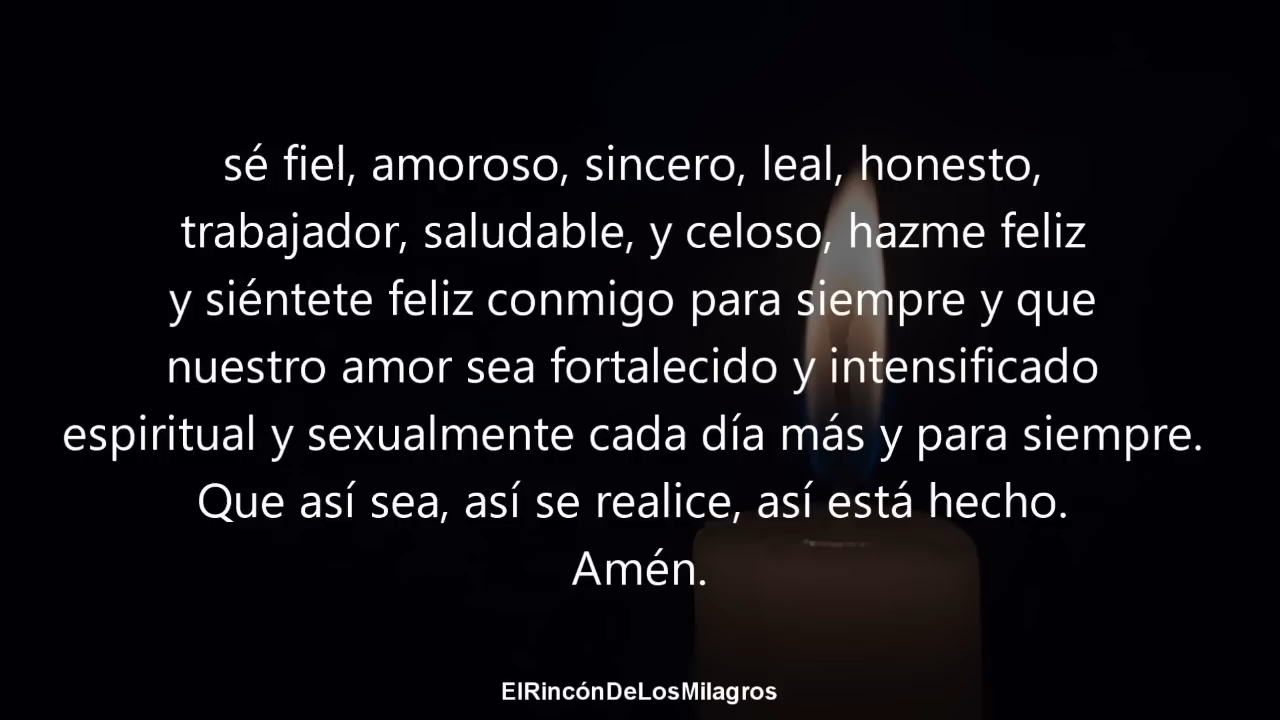 sé fiel, amoroso, sincero, leal, honesto,
trabajador, saludable, y celoso, hazme feliz
y siéntete feliz conmigo para siempre y que
nuestro amor sea fortalecido y intensificado
espiritual y sexualmente cada día más y para siempre.
Que así sea, así se realice, así está hecho.
Amén.
ElRincónDeLosMilagros